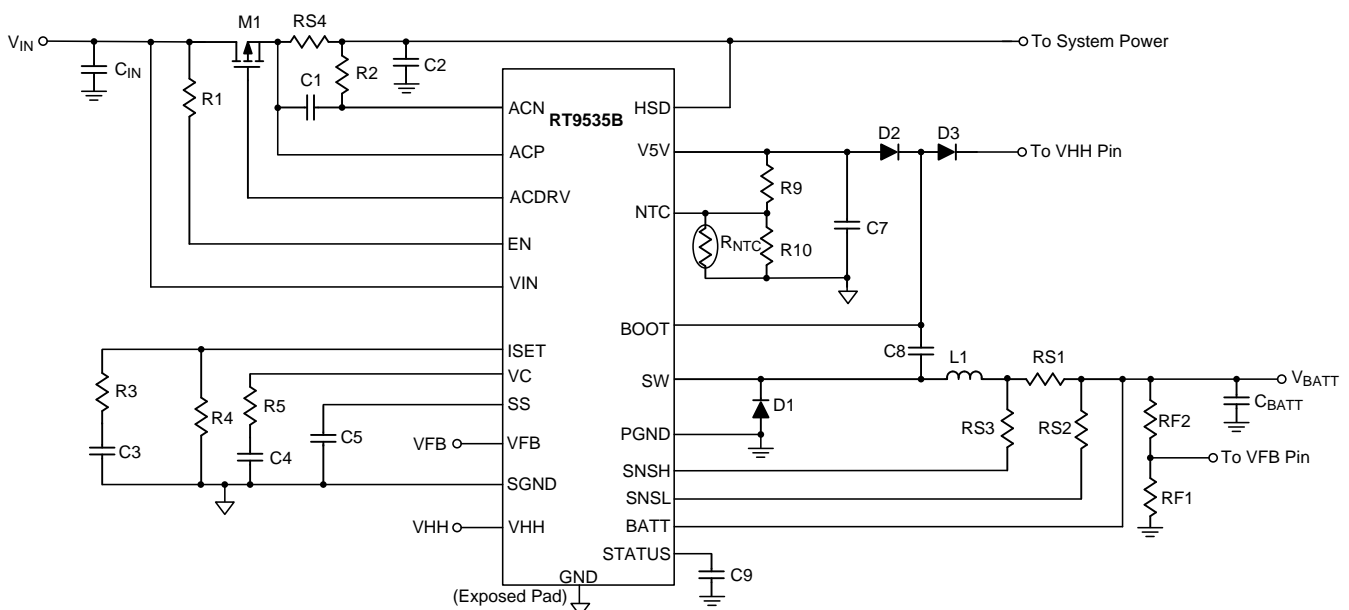 M1
RS4
VIN
To System Power
CIN
R1
C1
R2
C2
ACN
RT9535B
HSD
ACP
V5V
D2
D3
To VHH Pin
ACDRV
NTC
R9
RNTC
R10
C7
EN
VIN
BOOT
C8
L1
RS1
ISET
VC
SW
VBATT
R3
R4
R5
SS
D1
CBATT
C3
C4
C5
VFB
VFB
PGND
RS3
RS2
RF2
To VFB Pin
SNSH
SGND
SNSL
RF1
VHH
VHH
BATT
STATUS
C9
GND
(Exposed Pad)